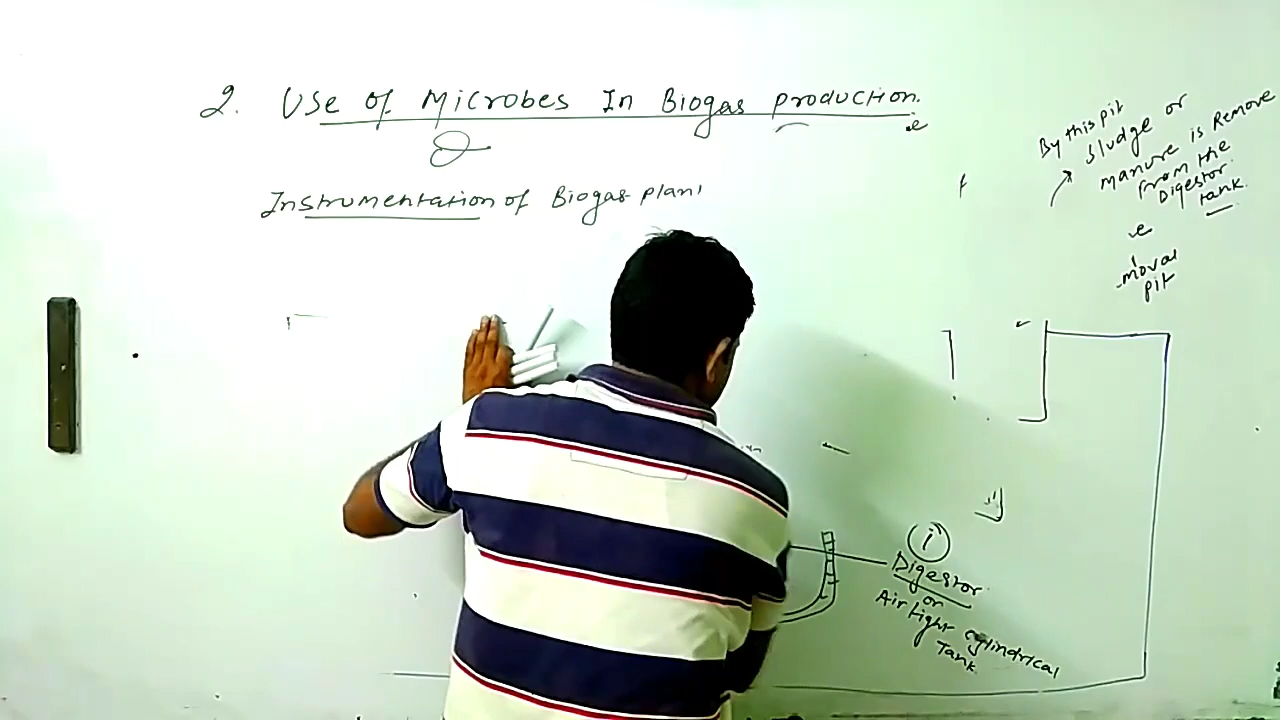 2. Use of Microbes In Biogas production.
Instrumentation of Biogas plant
By this pit
sludge or
manure is Remove
from the
Digestor
tank.
moval
pit
i
Digestor
or
Air tight cylindrical
Tank